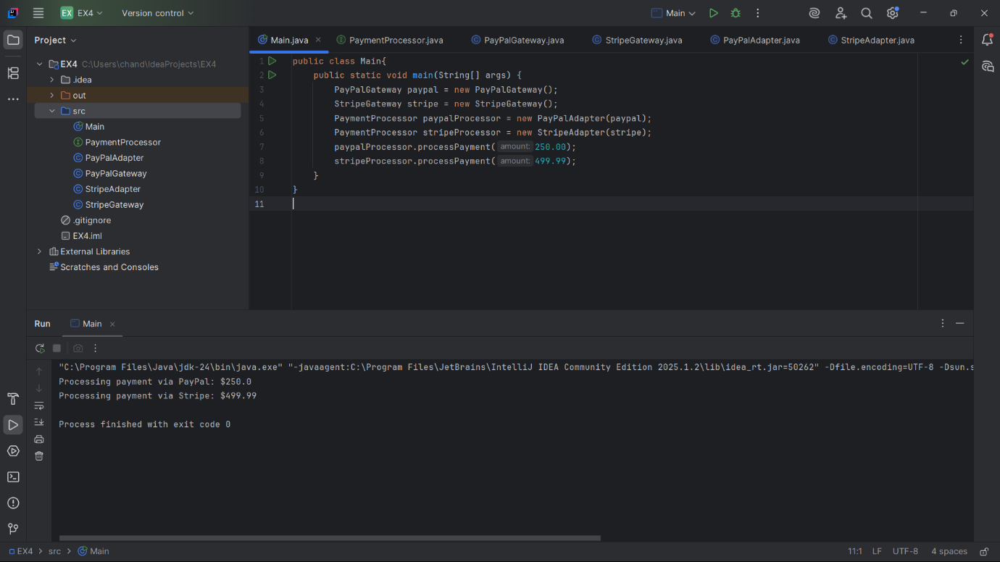 EX EX4 Version control Main
Project
Main.java PaymentProcessor.java PayPalGateway.java StripeGateway.java PayPalAdapter.java StripeAdapter.java
EX4 C:\Users\chand\IdeaProjects\EX4
.idea
out
src
Main
PaymentProcessor
PayPalAdapter
PayPalGateway
StripeAdapter
StripeGateway
.gitignore
EX4.iml
External Libraries
Scratches and Consoles
1 public class Main{
2 public static void main(String[] args) {
3 PayPalGateway paypal = new PayPalGateway();
4 StripeGateway stripe = new StripeGateway();
5 PaymentProcessor paypalProcessor = new PayPalAdapter(paypal);
6 PaymentProcessor stripeProcessor = new StripeAdapter(stripe);
7 paypalProcessor.processPayment( amount: 250.00);
8 stripeProcessor.processPayment( amount: 499.99);
9 }
10 }
11
Run Main
"C:\Program Files\Java\jdk-24\bin\java.exe" "-javaagent:C:\Program Files\JetBrains\IntelliJ IDEA Community Edition 2025.1.2\lib\idea_rt.jar=50262" -Dfile.encoding=UTF-8 -Dsun.s
Processing payment via PayPal: $250.0
Processing payment via Stripe: $499.99
Process finished with exit code 0
EX4 > src > Main 11:1 LF UTF-8 4 spaces